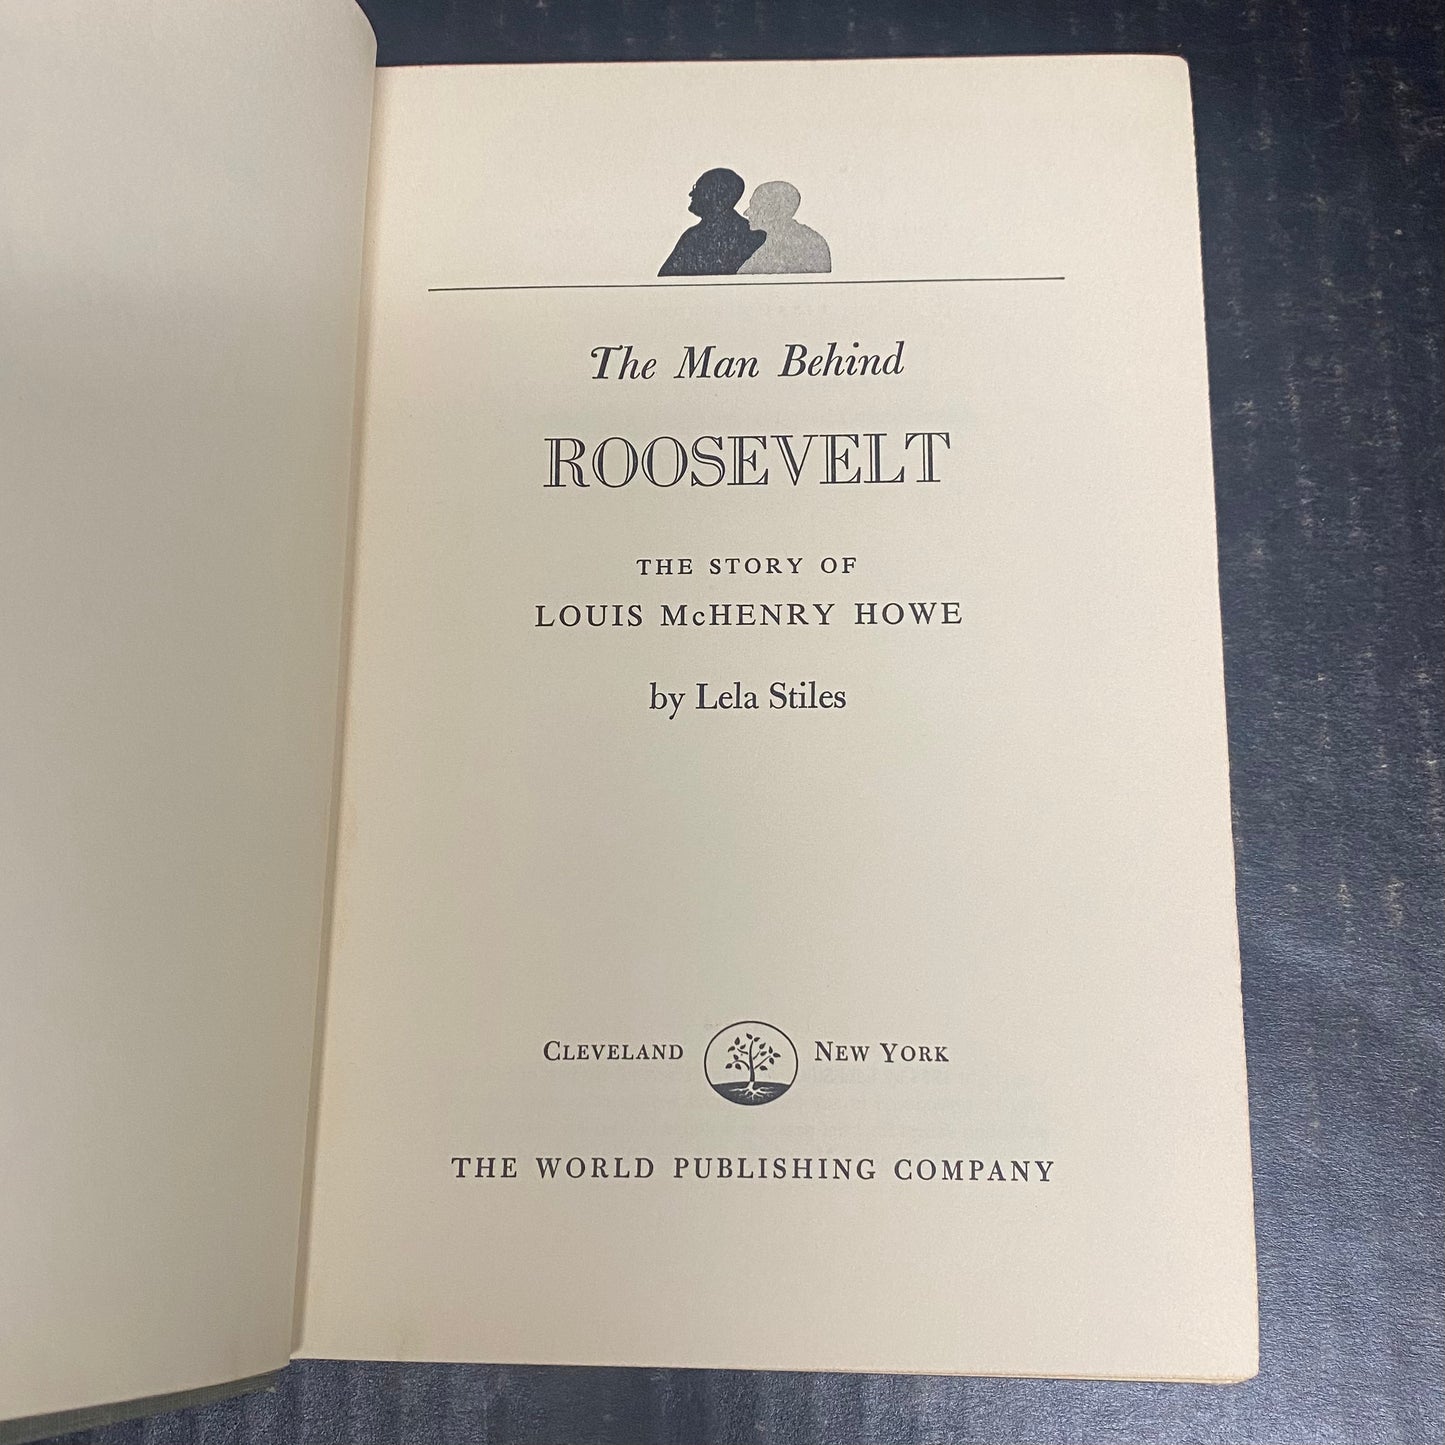 The Man Behind
ROOSEVELT
THE STORY OF
LOUIS McHENRY HOWE
by Lela Stiles
CLEVELAND NEW YORK
THE WORLD PUBLISHING COMPANY